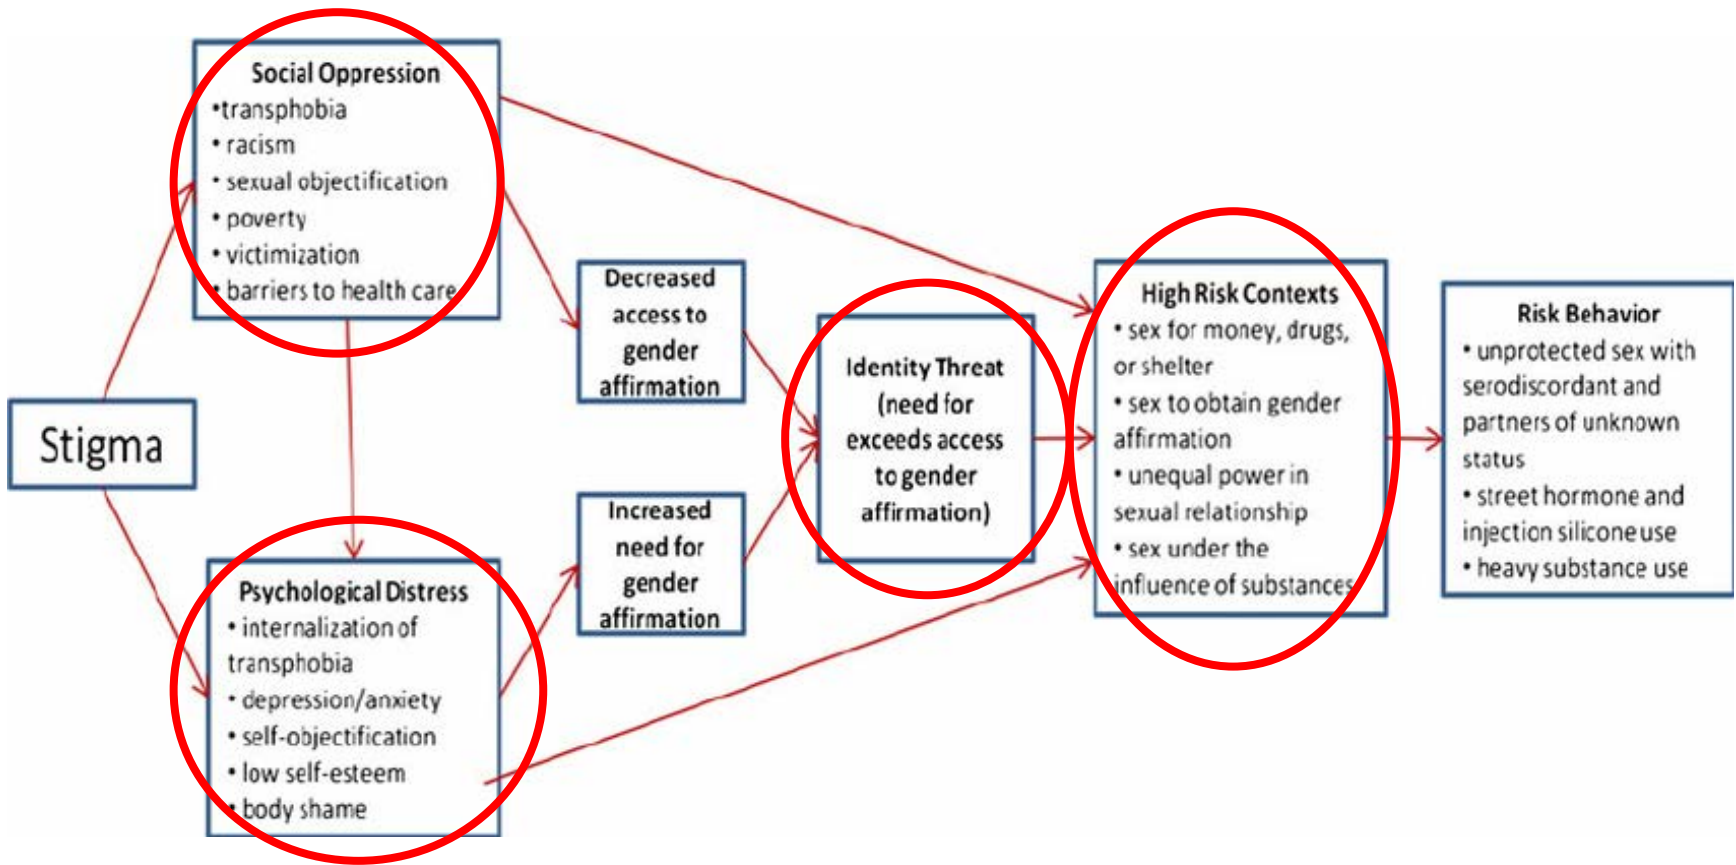 Social Oppression
•transphobia
• racism
• sexual objectification
• poverty
• victimization
• barriers to health care
Stigma
Psychological Distress
• internalization of
transphobia
• depression/anxiety
• self-objectification
• low self-esteem
• body shame
Decreased
access to
gender
affirmation
Increased
need for
gender
affirmation
Identity Threat
(need for
exceeds access
to gender
affirmation)
High Risk Contexts
• sex for money, drugs,
or shelter
• sex to obtain gender
affirmation
• unequal power in
sexual relationship
• sex under the
influence of substances
Risk Behavior
• unprotected sex with
serodiscordant and
partners of unknown
status
• street hormone and
injection silicone use
• heavy substance use